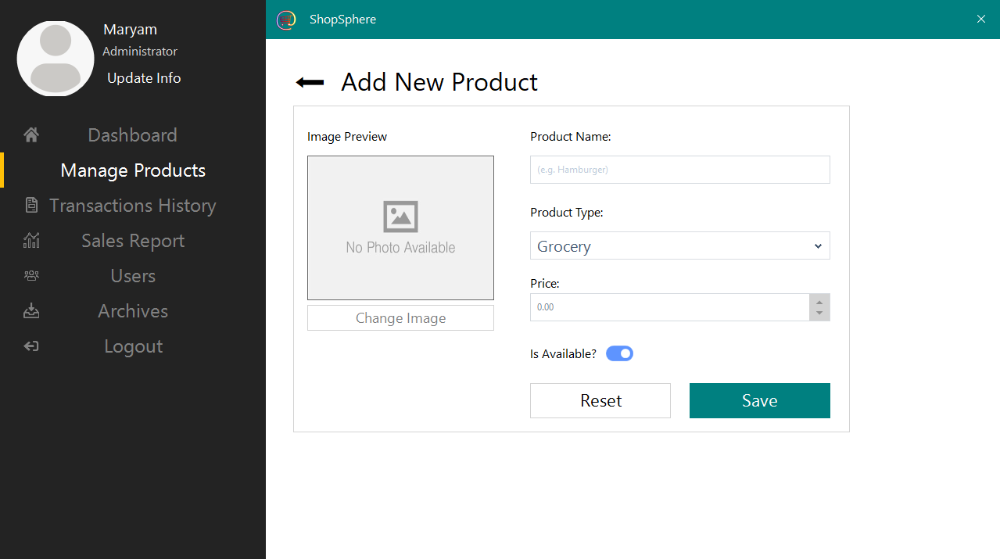 Maryam
Administrator
Update Info
Dashboard
Manage Products
Transactions History
Sales Report
Users
Archives
Logout
ShopSphere
Add New Product
Image Preview
No Photo Available
Change Image
Product Name:
(e.g. Hamburger)
Product Type:
Grocery
Price:
0.00
Is Available?
Reset
Save